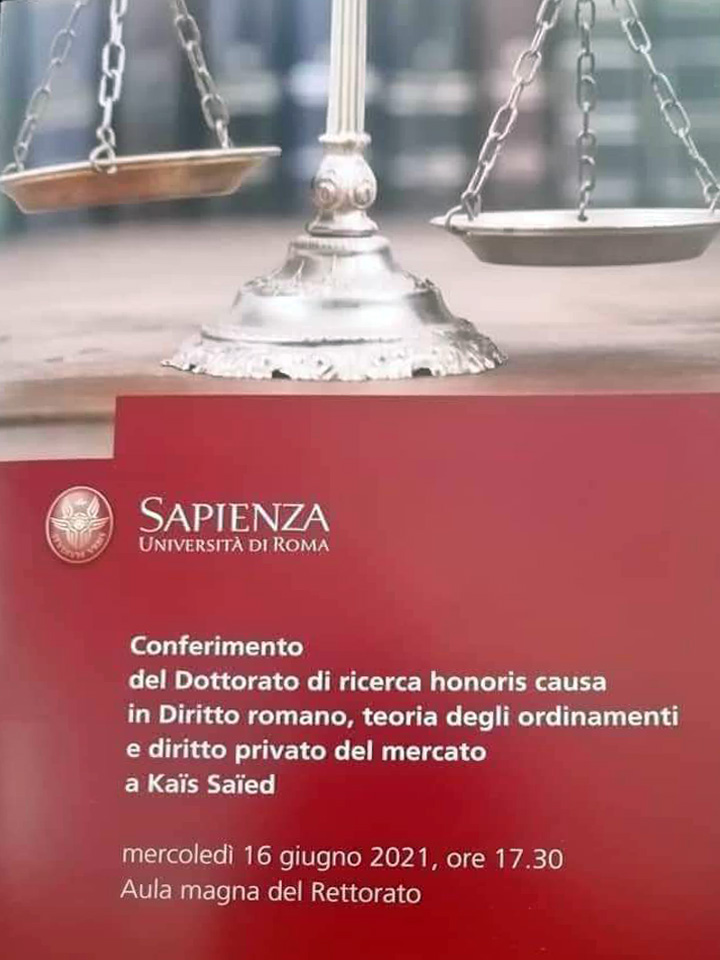 SAPIENZA
UNIVERSITÀ DI ROMA
Conferimento
del Dottorato di ricerca honoris causa
in Diritto romano, teoria degli ordinamenti
e diritto privato del mercato
a Kaïs Saïed
mercoledì 16 giugno 2021, ore 17.30
Aula magna del Rettorato